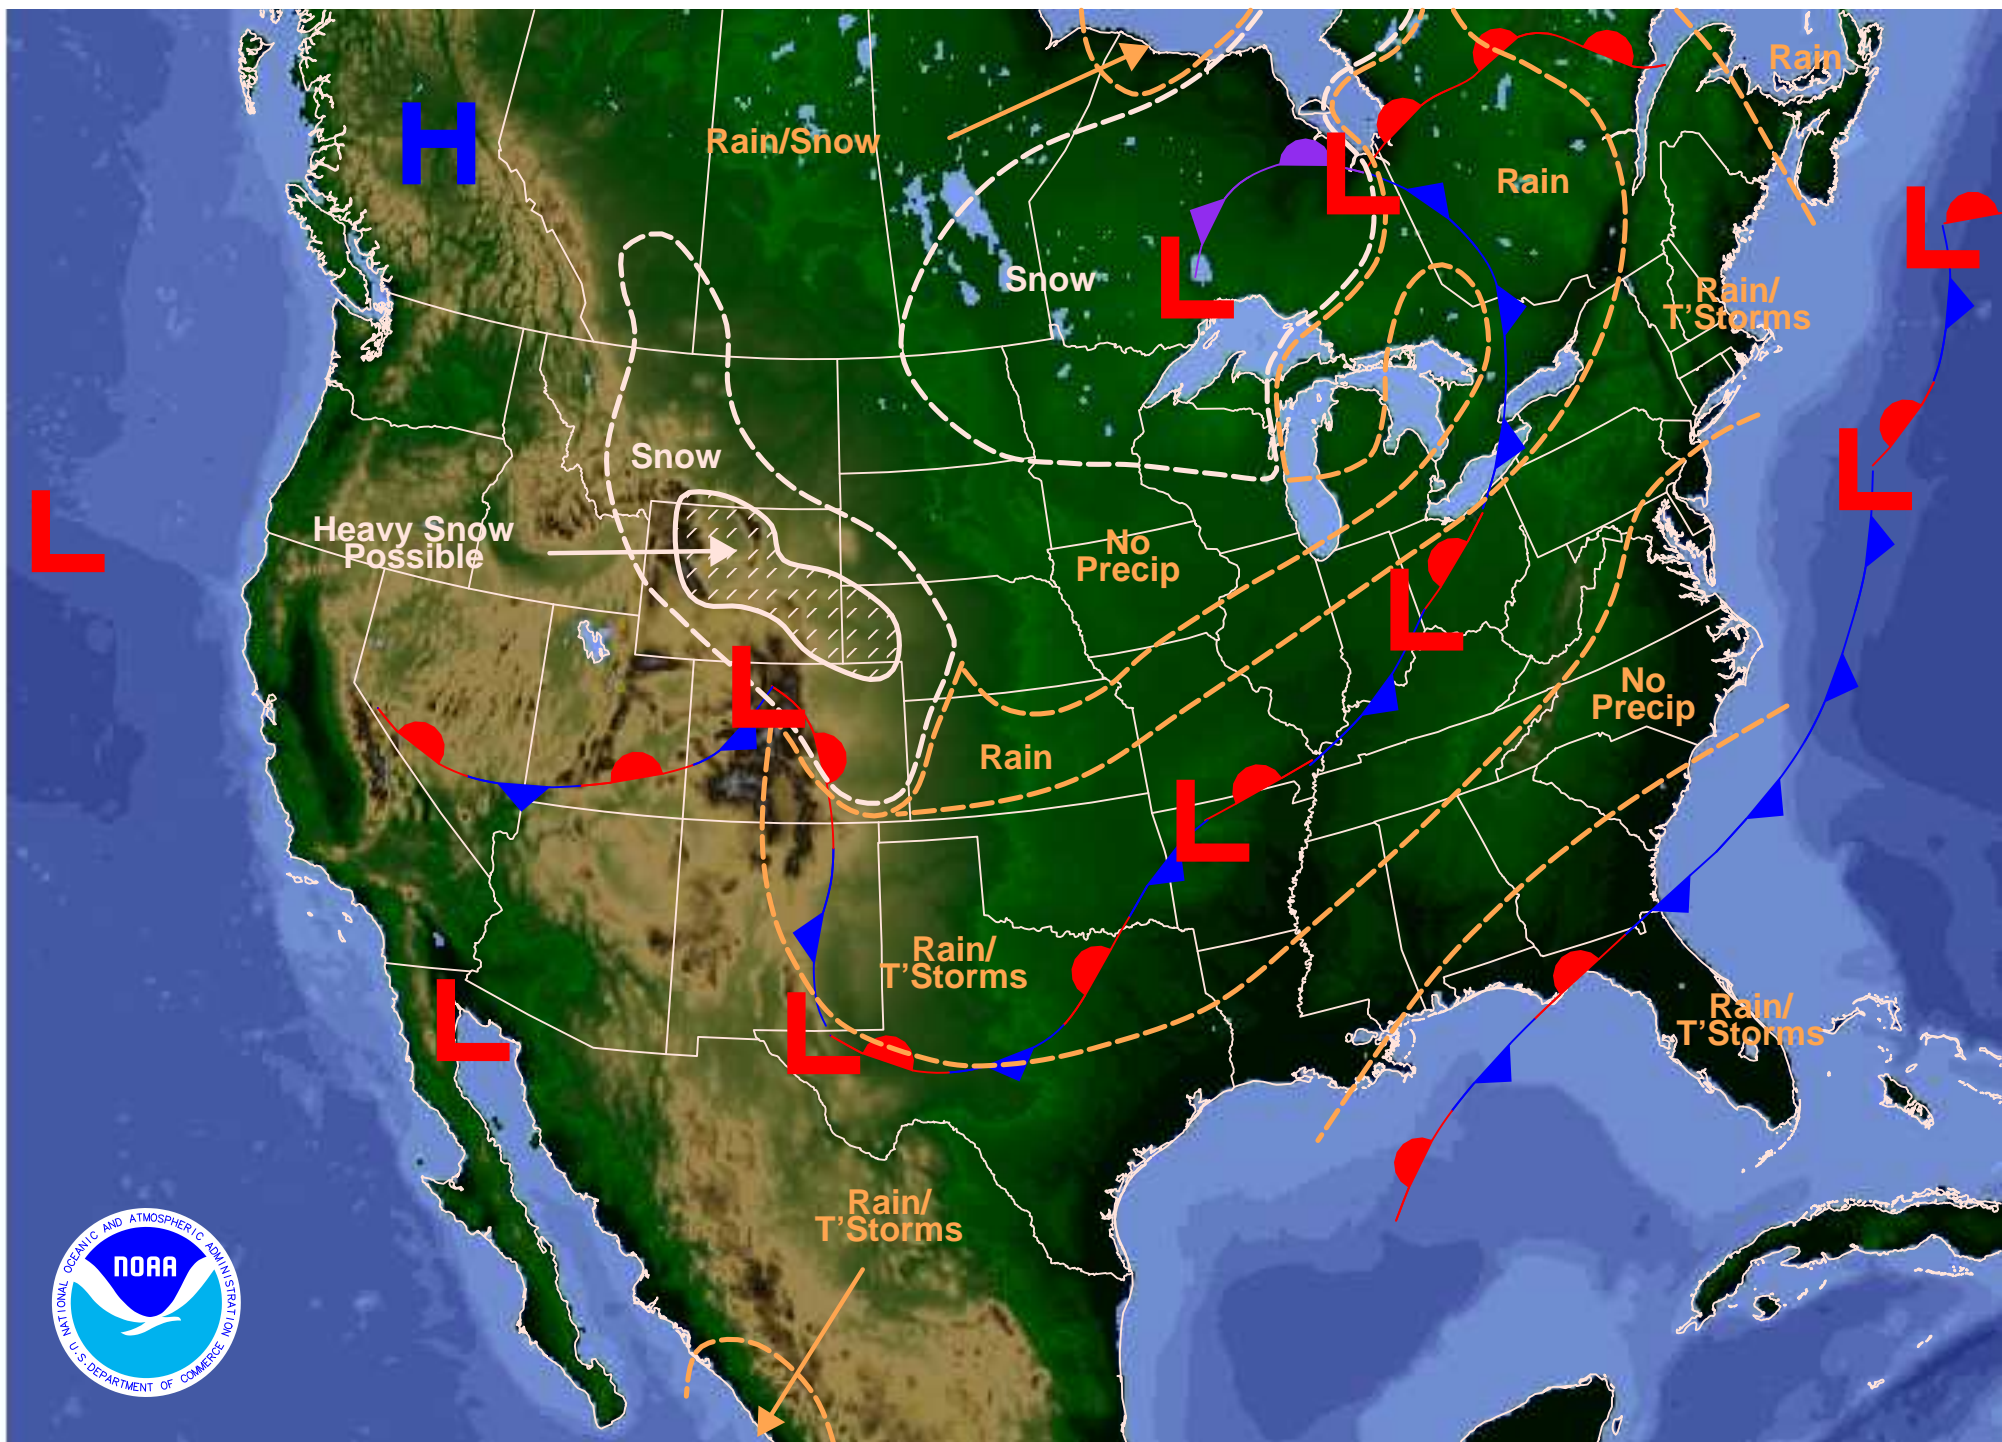 Rain
H
Rain/Snow
L
Rain
L
L
Snow
Rain/
T'Storms
L
Snow
L
Heavy Snow
Possible
No
Precip
L
L
No
Precip
Rain
L
Rain/
T'Storms
L
L
Rain/
T'Storms
Rain/
T'Storms
NATIONAL OCEANIC AND ATMOSPHERIC ADMINISTRATION
NOAA
U.S. DEPARTMENT OF COMMERCE